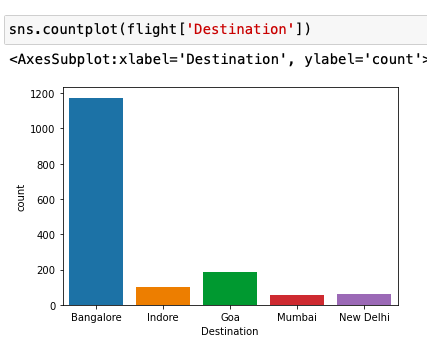 sns.countplot(flight['Destination'])
<AxesSubplot:xlabel='Destination', ylabel='count'>
1200
1000
800
600
400
200
0
count
Bangalore Indore Goa Mumbai New Delhi
Destination